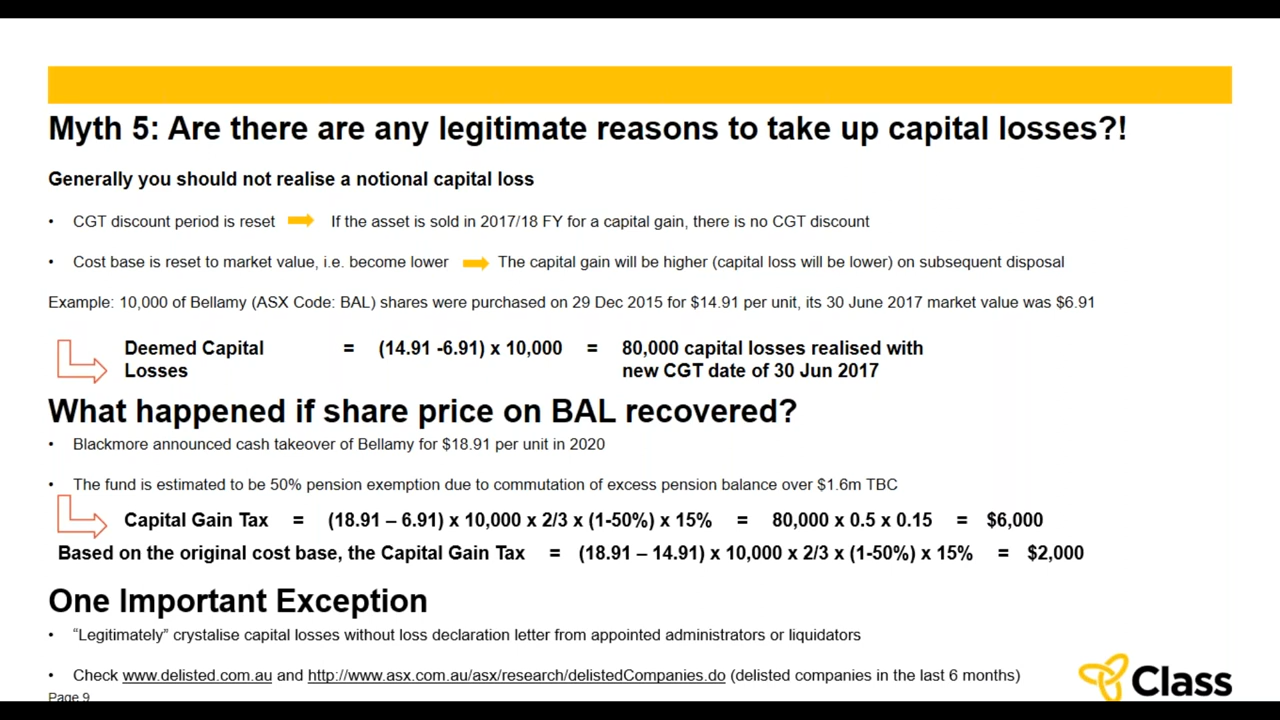 Myth 5: Are there are any legitimate reasons to take up capital losses?!
Generally you should not realise a notional capital loss
• CGT discount period is reset If the asset is sold in 2017/18 FY for a capital gain, there is no CGT discount
• Cost base is reset to market value, i.e. become lower The capital gain will be higher (capital loss will be lower) on subsequent disposal
Example: 10,000 of Bellamy (ASX Code: BAL) shares were purchased on 29 Dec 2015 for $14.91 per unit, its 30 June 2017 market value was $6.91
Deemed Capital = (14.91 -6.91) x 10,000 = 80,000 capital losses realised with
Losses new CGT date of 30 Jun 2017
What happened if share price on BAL recovered?
• Blackmore announced cash takeover of Bellamy for $18.91 per unit in 2020
• The fund is estimated to be 50% pension exemption due to commutation of excess pension balance over $1.6m TBC
Capital Gain Tax = (18.91 – 6.91) x 10,000 x 2/3 x (1-50%) x 15% = 80,000 x 0.5 x 0.15 = $6,000
Based on the original cost base, the Capital Gain Tax = (18.91 – 14.91) x 10,000 x 2/3 x (1-50%) x 15% = $2,000
One Important Exception
• “Legitimately” crystalise capital losses without loss declaration letter from appointed administrators or liquidators
• Check www.delisted.com.au and http://www.asx.com.au/asx/research/delistedCompanies.do (delisted companies in the last 6 months)
Page 9
Class